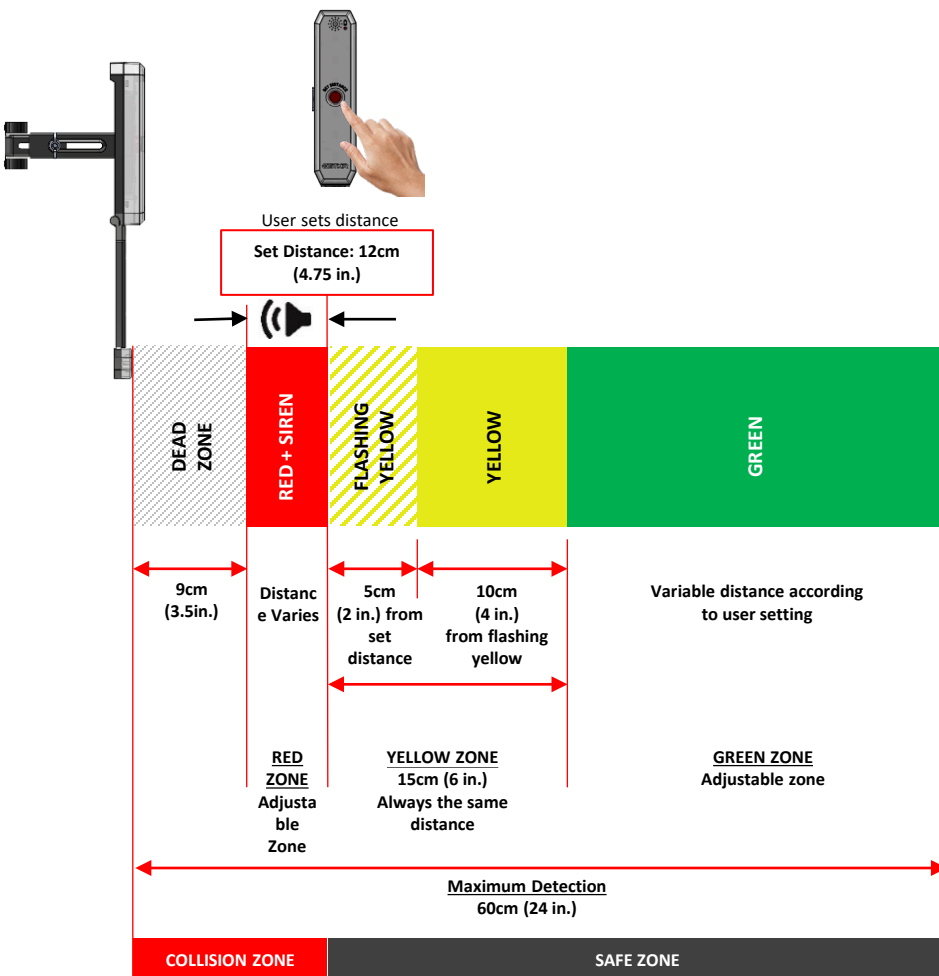 SET DISTANCE
User sets distance
Set Distance: 12cm
(4.75 in.)
DEAD
ZONE
RED + SIREN
FLASHING
YELLOW
YELLOW
GREEN
9cm
(3.5in.)
Distanc
e Varies
5cm
(2 in.) from
set
distance
10cm
(4 in.)
from flashing
yellow
Variable distance according
to user setting
RED
ZONE
Adjusta
ble
Zone
YELLOW ZONE
15cm (6 in.)
Always the same
distance
GREEN ZONE
Adjustable zone
Maximum Detection
60cm (24 in.)
COLLISION ZONE
SAFE ZONE